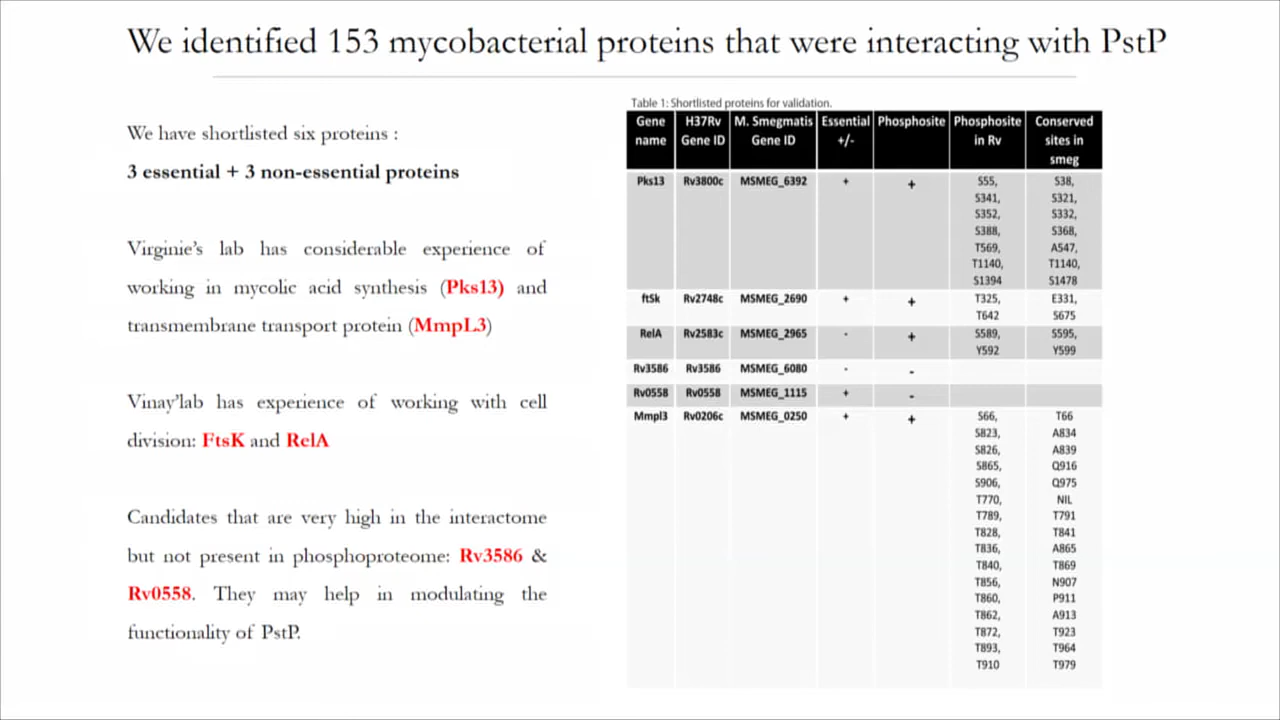 We identified 153 mycobacterial proteins that were interacting with PstP
We have shortlisted six proteins :
3 essential + 3 non-essential proteins
Virginie's lab has considerable experience of
working in mycolic acid synthesis (Pks13) and
transmembrane transport protein (MmpL3)
Vinay'lab has experience of working with cell
division: FtsK and RelA
Candidates that are very high in the interactome
but not present in phosphoproteome: Rv3586 &
Rv0558. They may help in modulating the
functionality of PstP.
Table 1: Shortlisted proteins for validation.
Gene name H37Rv Gene ID M. Smegmatis Gene ID Essential +/- Phosphosite Phosphosite in Rv Conserved sites in smeg
Pks13 Rv3800c MSMEG_6392 + + S55, S38,
S341, S321,
S352, S332,
S388, S368,
T569, A547,
T1140, T1140,
S1394 S1478
ftSk Rv2748c MSMEG_2690 + + T325, E331,
T642 S675
RelA Rv2583c MSMEG_2965 - + S589, S595,
Y592 Y599
Rv3586 Rv3586 MSMEG_6080 - -
Rv0558 Rv0558 MSMEG_1115 + -
Mmpl3 Rv0206c MSMEG_0250 + + S66, T66
S823, A834
S826, A839
S865, Q916
S906, Q975
T770, NIL
T789, T791
T828, T841
T836, A865
T840, T869
T856, N907
T860, P911
T862, A913
T872, T923
T893, T964
T910 T979